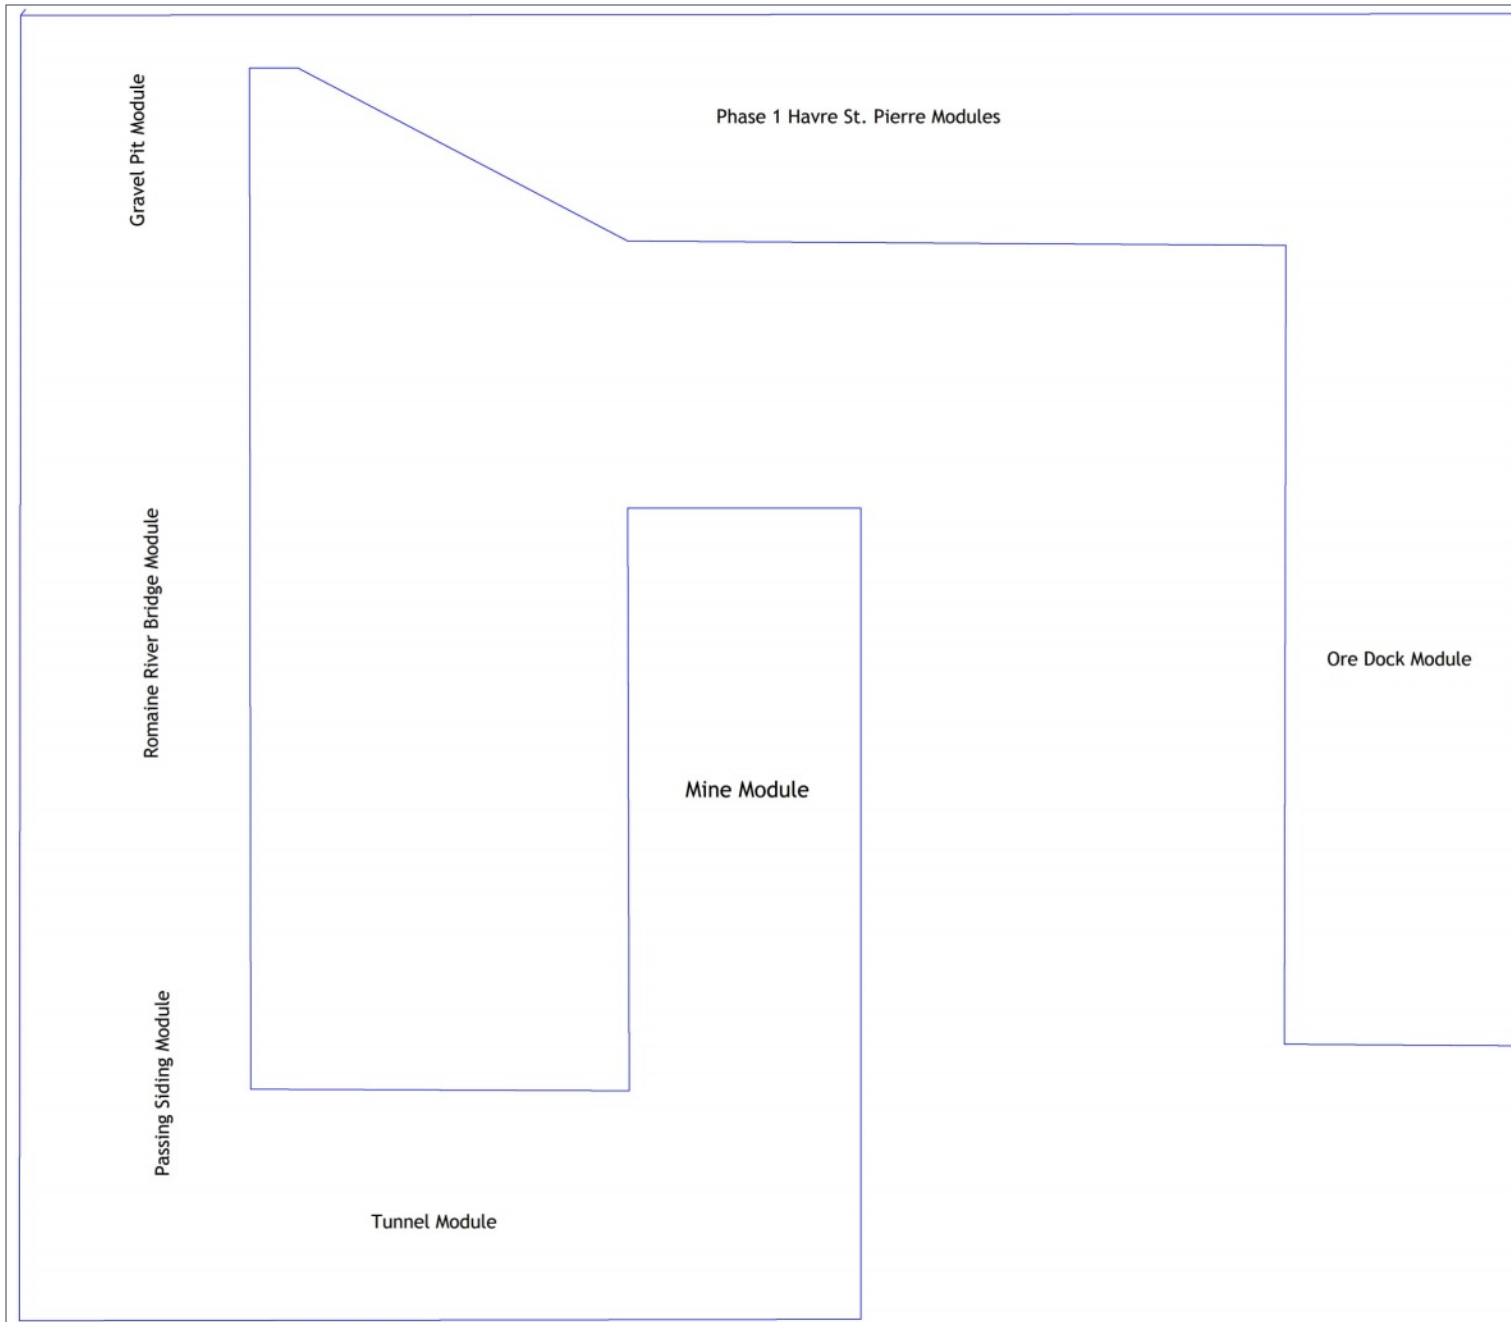 Gravel Pit Module
Phase 1 Havre St. Pierre Modules
Romaine River Bridge Module
Ore Dock Module
Mine Module
Passing Siding Module
Tunnel Module